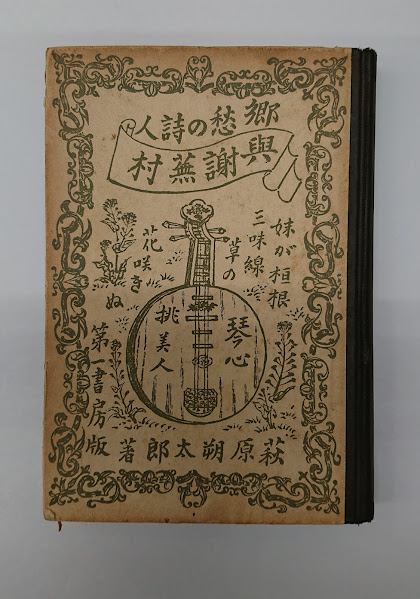 郷愁の詩人
與謝蕪村
妹が垣根
三味線
草の
花咲きぬ
琴心
挑美人
萩原朔太郎著
第一書房版